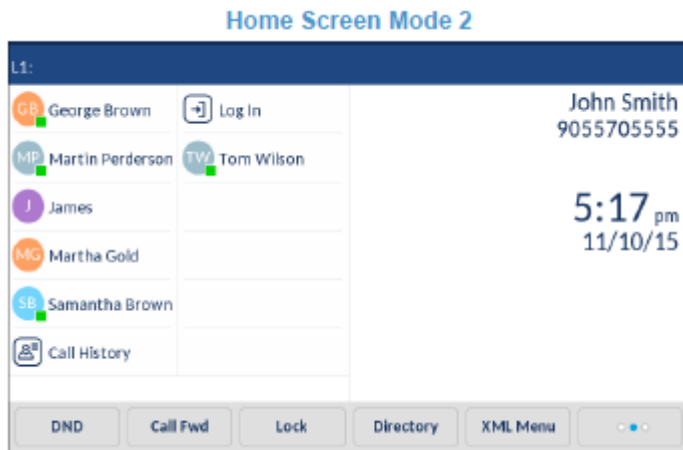 Home Screen Mode 2
L1:
GB George Brown
Log In
John Smith
9055705555
MP Martin Perderson
TW Tom Wilson
J James
5:17 pm
11/10/15
MG Martha Gold
SB Samantha Brown
Call History
DND
Call Fwd
Lock
Directory
XML Menu